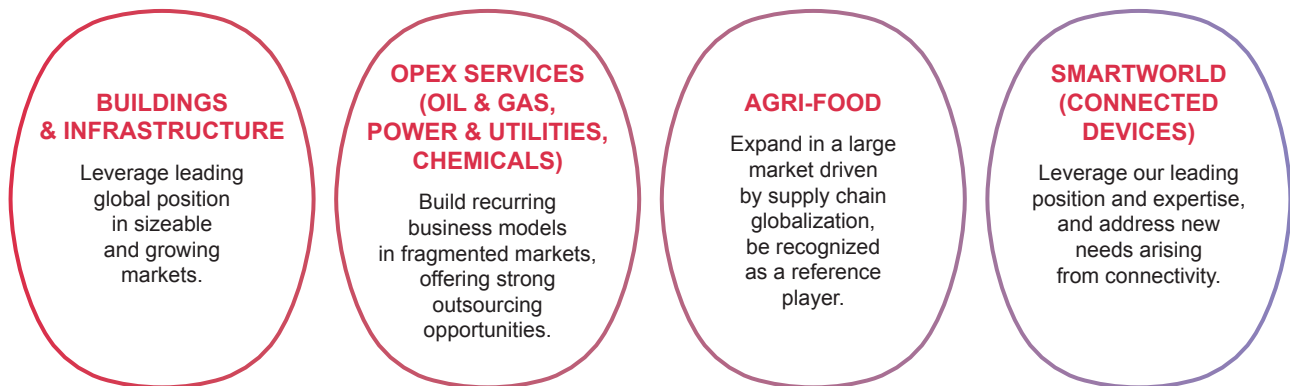 BUILDINGS
& INFRASTRUCTURE
Leverage leading
global position
in sizeable
and growing
markets.
OPEX SERVICES
(OIL & GAS,
POWER & UTILITIES,
CHEMICALS)
Build recurring
business models
in fragmented markets,
offering strong
outsourcing
opportunities.
AGRI-FOOD
Expand in a large
market driven
by supply chain
globalization,
be recognized
as a reference
player.
SMARTWORLD
(CONNECTED
DEVICES)
Leverage our leading
position and expertise,
and address new
needs arising
from connectivity.